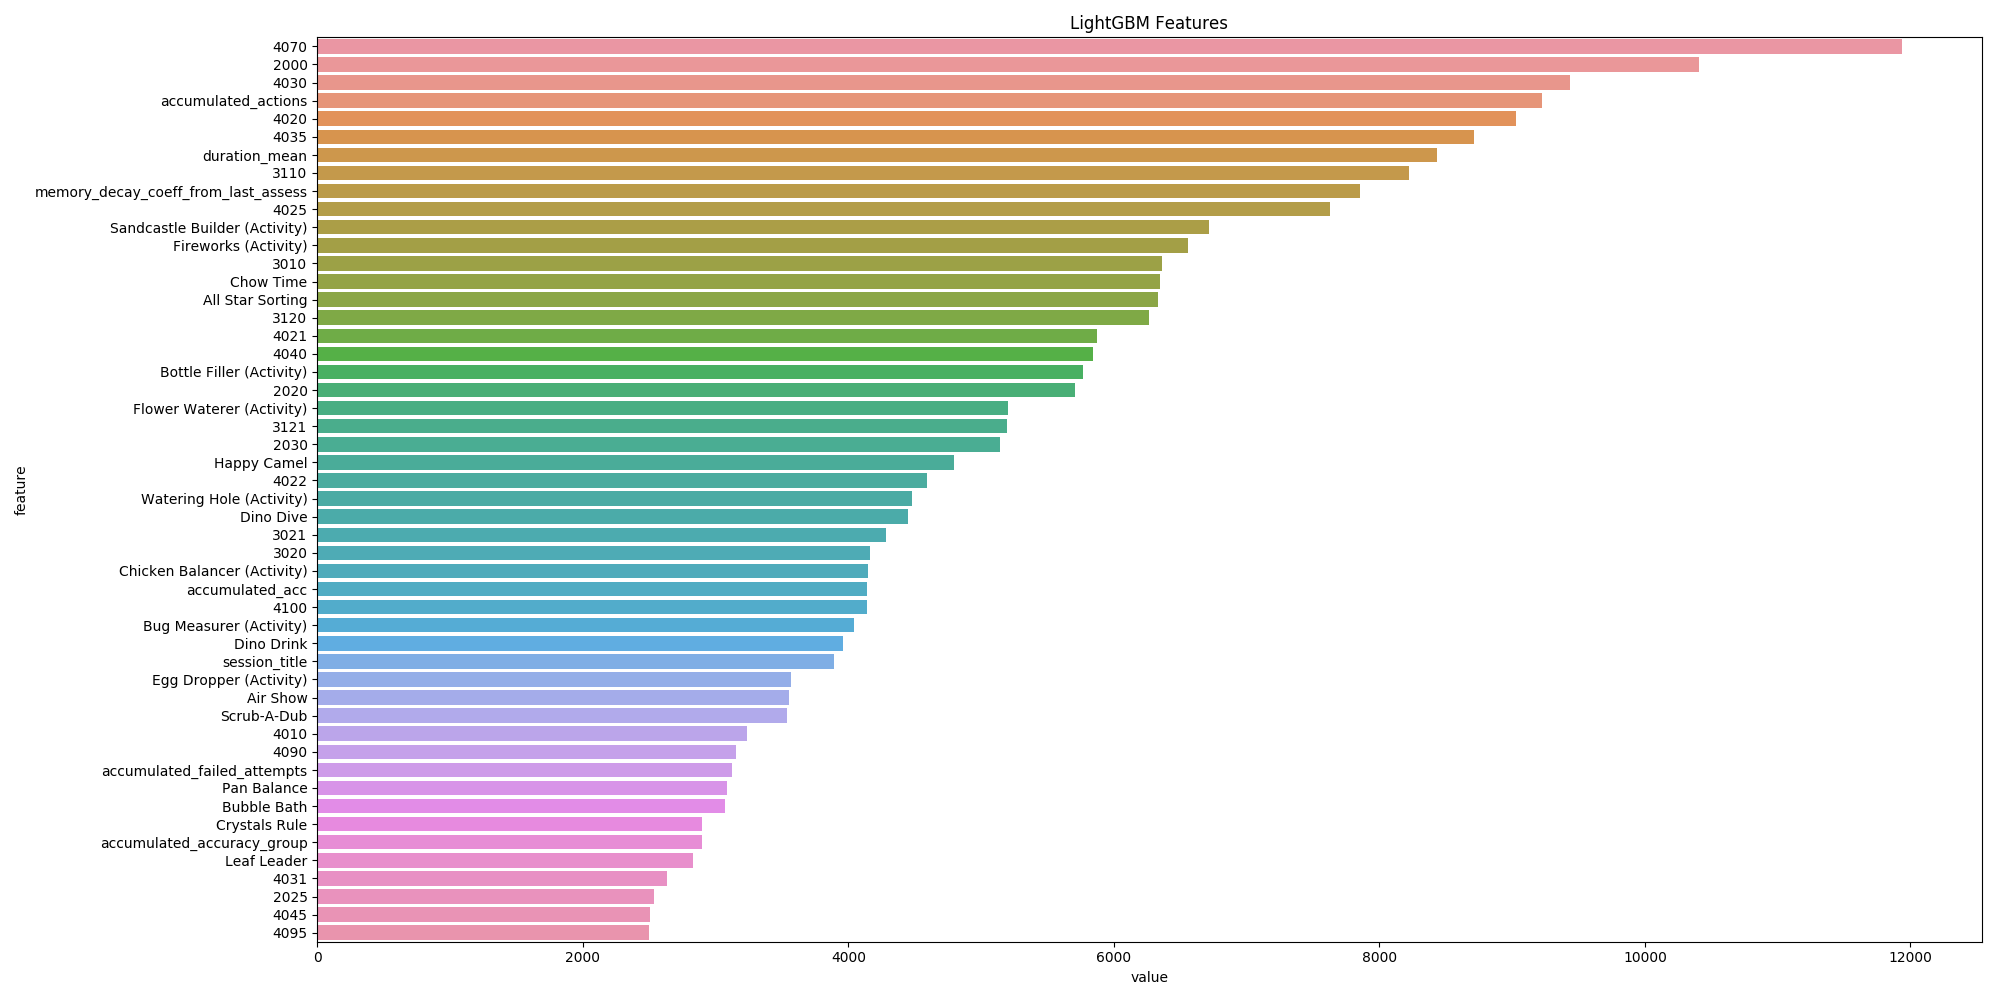 LightGBM Features
4070
2000
4030
accumulated_actions
4020
4035
duration_mean
3110
memory_decay_coeff_from_last_assess
4025
Sandcastle Builder (Activity)
Fireworks (Activity)
3010
Chow Time
All Star Sorting
3120
4021
4040
Bottle Filler (Activity)
2020
Flower Waterer (Activity)
3121
2030
Happy Camel
4022
Watering Hole (Activity)
Dino Dive
3021
3020
Chicken Balancer (Activity)
accumulated_acc
4100
Bug Measurer (Activity)
Dino Drink
session_title
Egg Dropper (Activity)
Air Show
Scrub-A-Dub
4010
4090
accumulated_failed_attempts
Pan Balance
Bubble Bath
Crystals Rule
accumulated_accuracy_group
Leaf Leader
4031
2025
4045
4095
feature
0 2000 4000 6000 8000 10000 12000
value